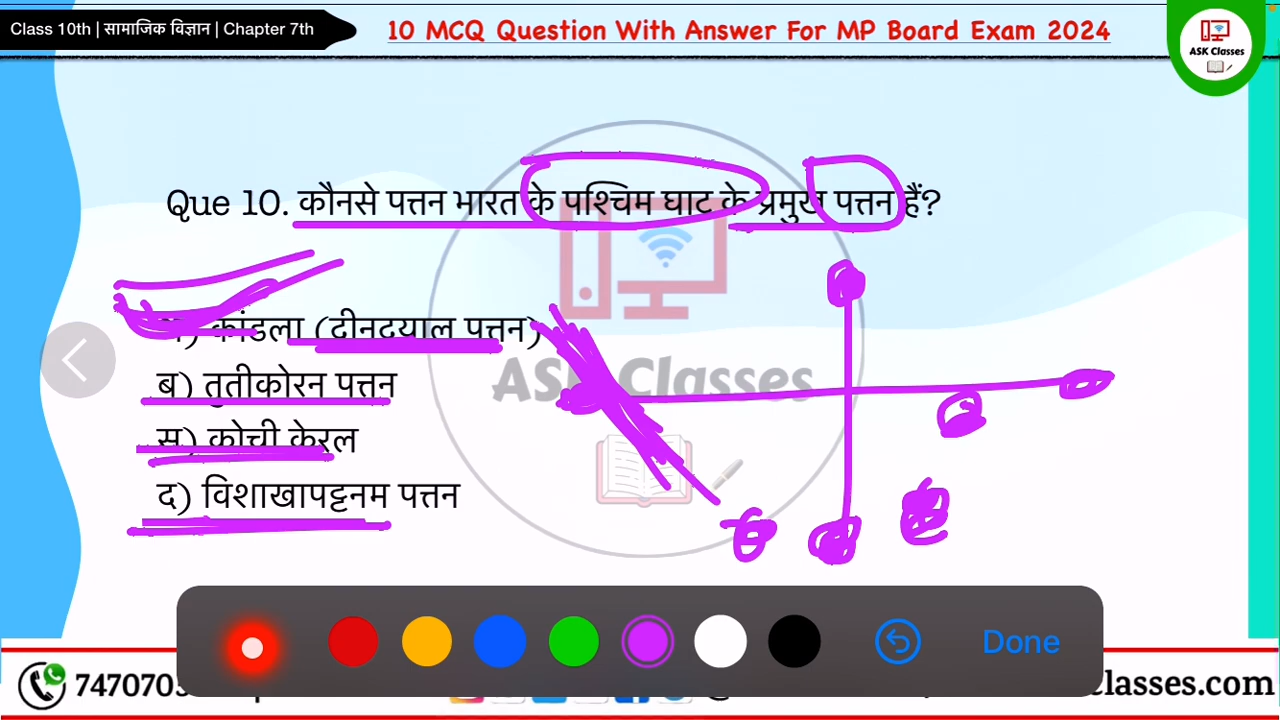 Class 10th | सामाजिक विज्ञान | Chapter 7th
10 MCQ Question With Answer For MP Board Exam 2024
ASK Classes
Que 10. कौनसे पत्तन भारत के पश्चिम घाट के प्रमुख पत्तन हैं?
अ) कांडला (दीनदयाल पत्तन)
ब) तुतीकोरन पत्तन
स) कोची केरल
द) विशाखापट्टनम पत्तन
ASK Classes
Done
747070
classes.com